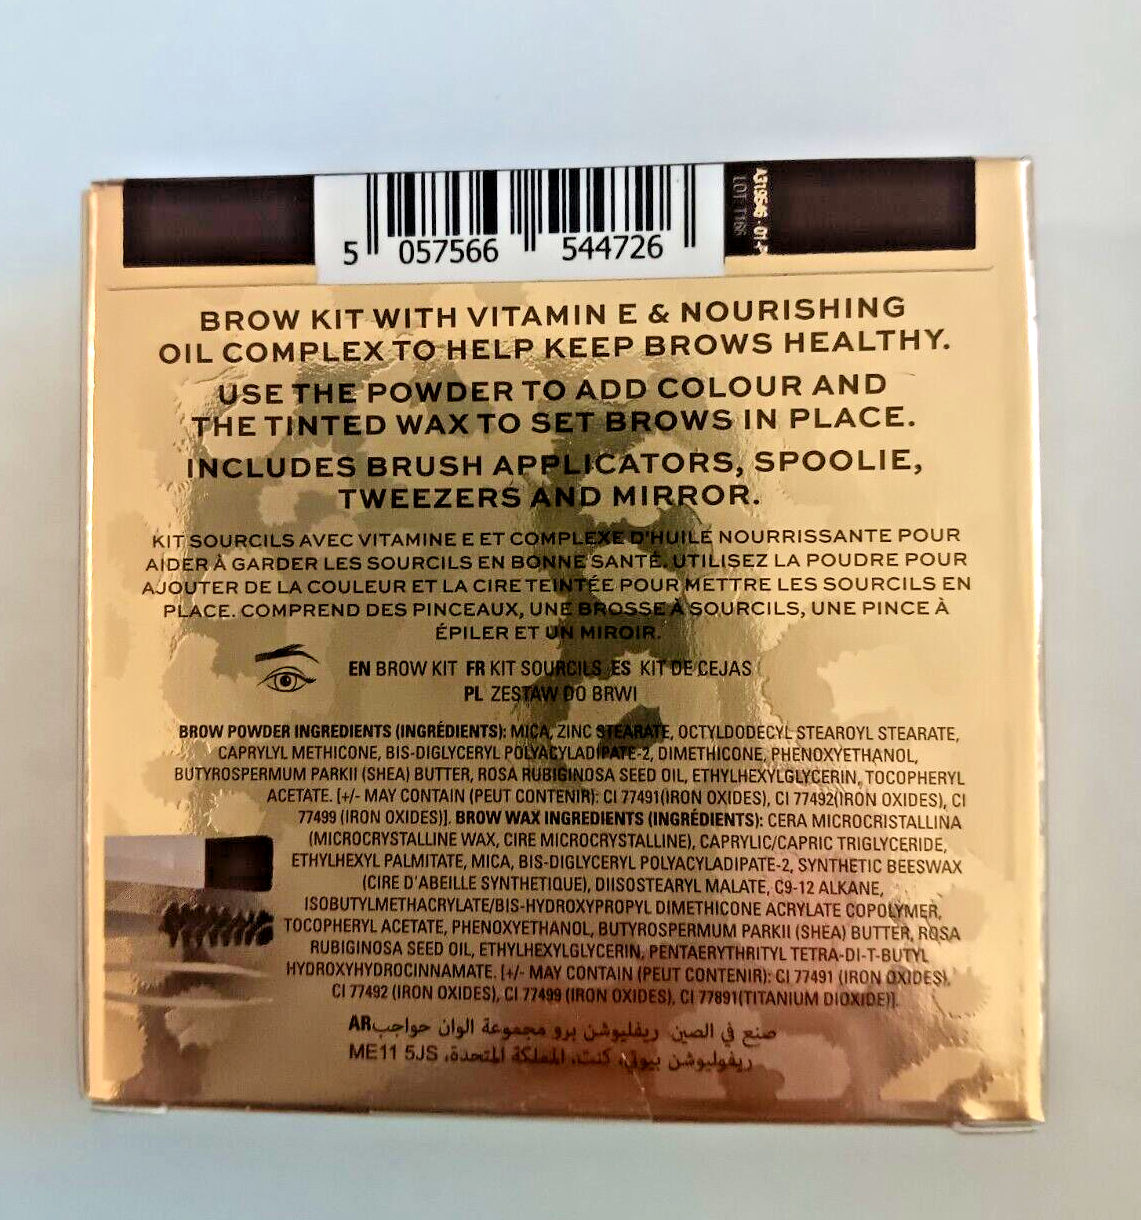 5 057566 544726
A319546 - 01
LOT T166
BROW KIT WITH VITAMIN E & NOURISHING
OIL COMPLEX TO HELP KEEP BROWS HEALTHY.
USE THE POWDER TO ADD COLOUR AND
THE TINTED WAX TO SET BROWS IN PLACE.
INCLUDES BRUSH APPLICATORS, SPOOLIE,
TWEEZERS AND MIRROR.
KIT SOURCILS AVEC VITAMINE E ET COMPLEXE D'HUILE NOURRISSANTE POUR
AIDER À GARDER LES SOURCILS EN BONNE SANTÉ. UTILISEZ LA POUDRE POUR
AJOUTER DE LA COULEUR ET LA CIRE TEINTÉE POUR METTRE LES SOURCILS EN
PLACE. COMPREND DES PINCEAUX, UNE BROSSE À SOURCILS, UNE PINCE À
ÉPILER ET UN MIROIR.
EN BROW KIT FR KIT SOURCILS ES KIT DE CEJAS
PL ZESTAW DO BRWI
BROW POWDER INGREDIENTS (INGRÉDIENTS): MICA, ZINC STEARATE, OCTYLDODECYL STEAROYL STEARATE,
CAPRYLYL METHICONE, BIS-DIGLYCERYL POLYACYLADIPATE-2, DIMETHICONE, PHENOXYETHANOL,
BUTYROSPERMUM PARKII (SHEA) BUTTER, ROSA RUBIGINOSA SEED OIL, ETHYLHEXYLGLYCERIN, TOCOPHERYL
ACETATE. [+/- MAY CONTAIN (PEUT CONTENIR): CI 77491(IRON OXIDES), CI 77492(IRON OXIDES), CI
77499 (IRON OXIDES)]. BROW WAX INGREDIENTS (INGRÉDIENTS): CERA MICROCRISTALLINA
(MICROCRYSTALLINE WAX, CIRE MICROCRYSTALLINE), CAPRYLIC/CAPRIC TRIGLYCERIDE,
ETHYLHEXYL PALMITATE, MICA, BIS-DIGLYCERYL POLYACYLADIPATE-2, SYNTHETIC BEESWAX
(CIRE D'ABEILLE SYNTHETIQUE), DIISOSTEARYL MALATE, C9-12 ALKANE,
ISOBUTYLMETHACRYLATE/BIS-HYDROXYPROPYL DIMETHICONE ACRYLATE COPOLYMER,
TOCOPHERYL ACETATE, PHENOXYETHANOL, BUTYROSPERMUM PARKII (SHEA) BUTTER, ROSA
RUBIGINOSA SEED OIL, ETHYLHEXYLGLYCERIN, PENTAERYTHRITYL TETRA-DI-T-BUTYL
HYDROXYHYDROCINNAMATE. [+/- MAY CONTAIN (PEUT CONTENIR): CI 77491 (IRON OXIDES),
CI 77492 (IRON OXIDES), CI 77499 (IRON OXIDES), CI 77891(TITANIUM DIOXIDE)].
صنع في الصين ريفليوشن برو مجموعة الوان حواجب AR
ريفوليوشن بيوتي، كنت، المملكة المتحدة، ME11 5JS